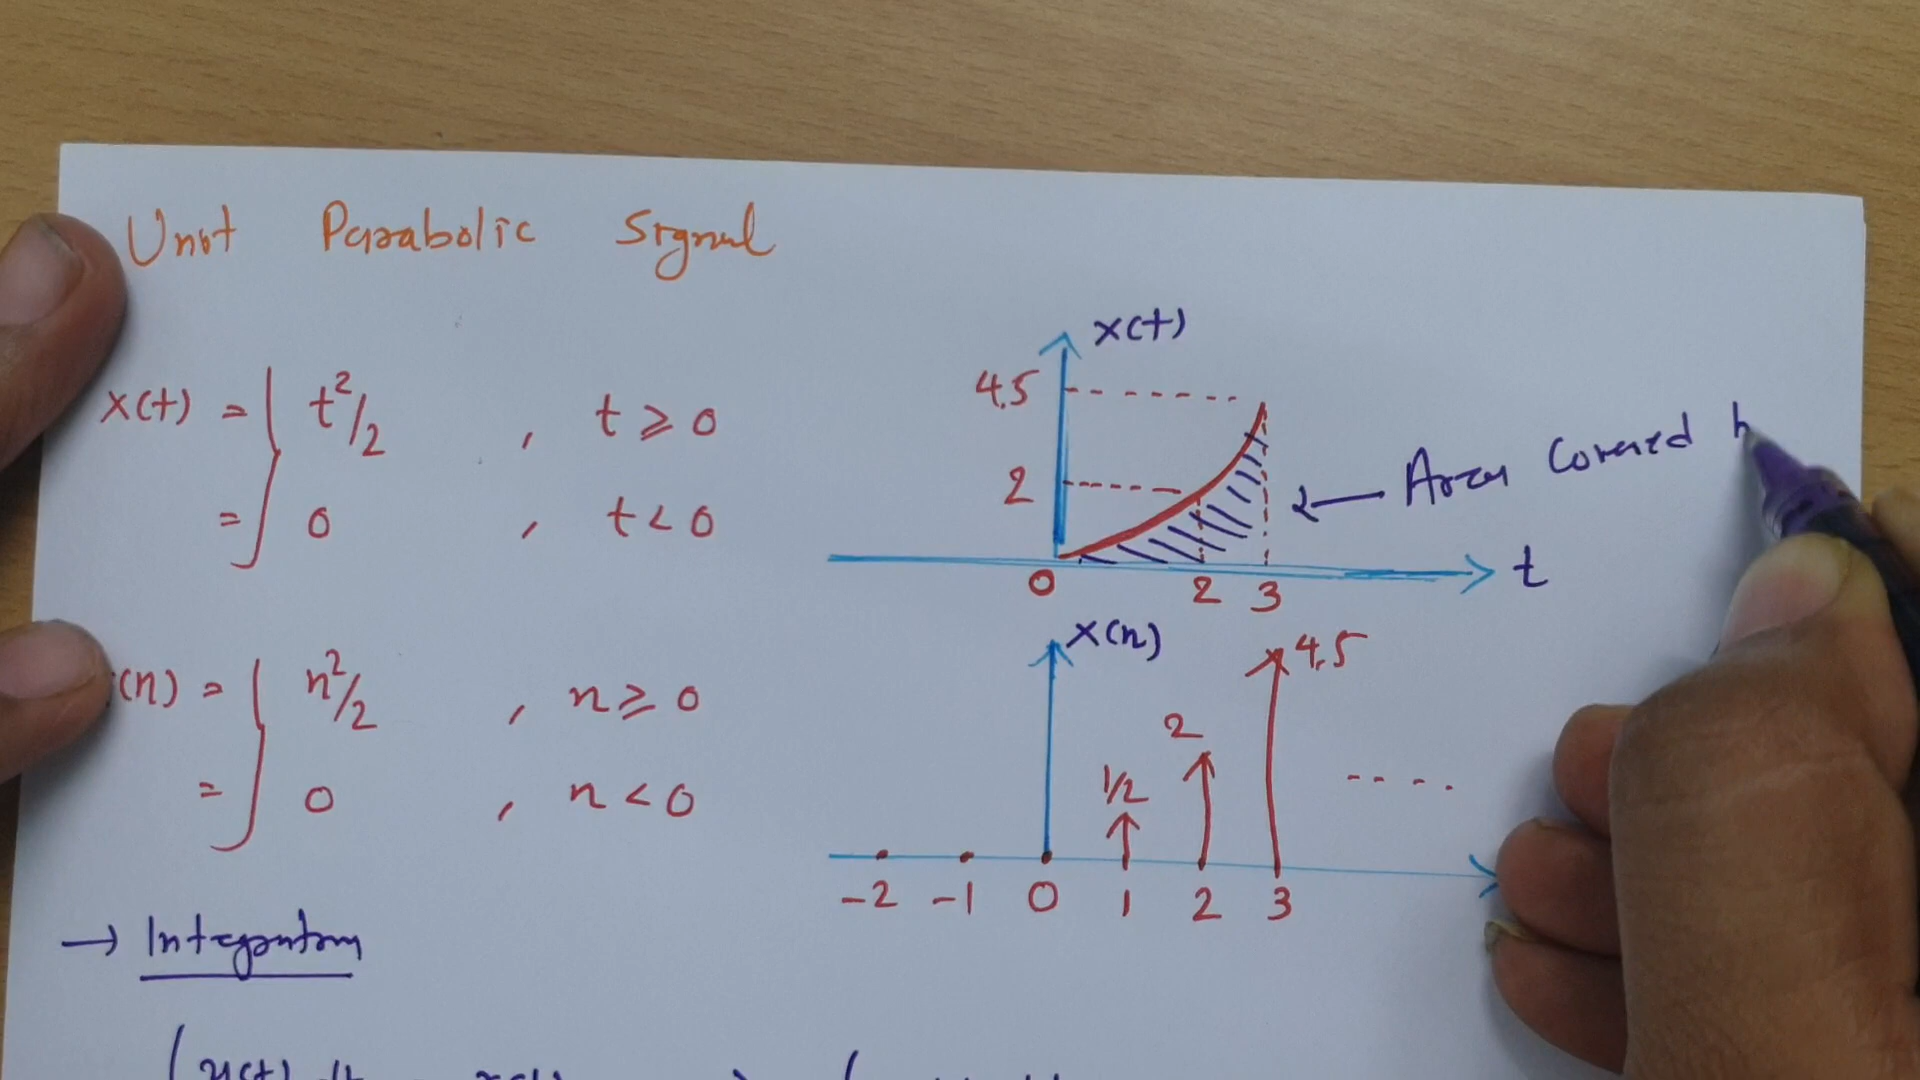 Unit Parabolic Signal
x(t) = { t²/2 , t ≥ 0
= 0 , t < 0
x(t)
4.5
2
0 2 3 t
← Area Covered b
(n) = { n²/2 , n ≥ 0
= 0 , n < 0
x(n)
1/2 2 4.5 ----.
-2 -1 0 1 2 3
→ Integration